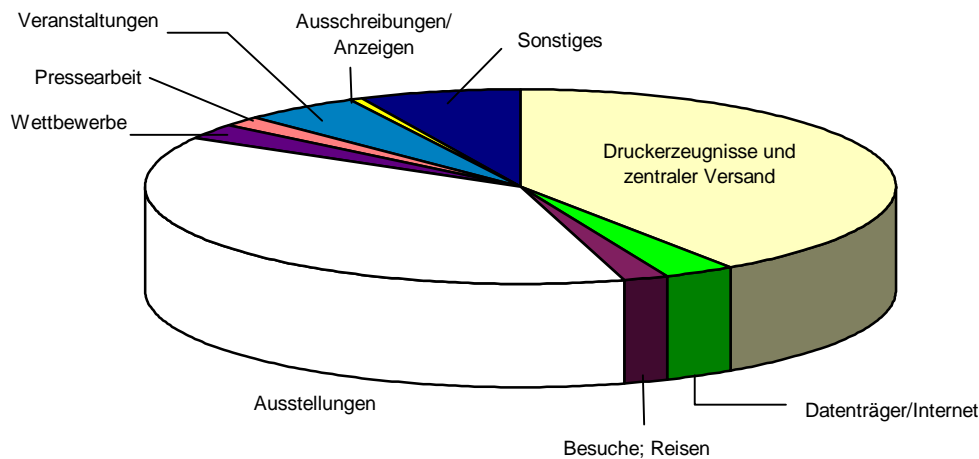 Veranstaltungen
Ausschreibungen/
Anzeigen
Sonstiges
Pressearbeit
Wettbewerbe
Druckerzeugnisse und
zentraler Versand
Ausstellungen
Datenträger/Internet
Besuche; Reisen